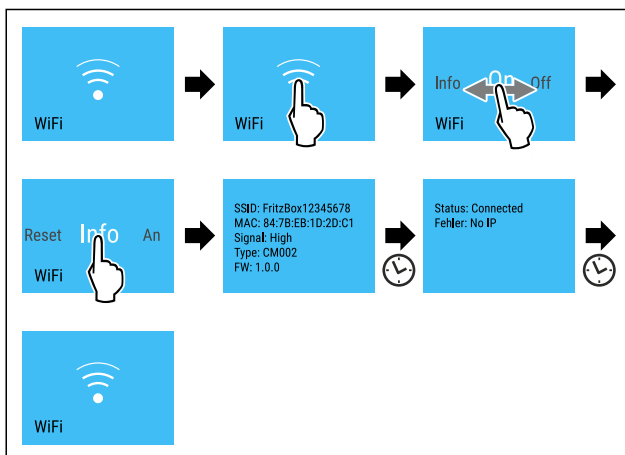 WiFi
WiFi
Info On Off
WiFi
Reset Info An
WiFi
SSID: FritzBox12345678
MAC: 84:7B:EB:1D:2D:C1
Signal: High
Type: CM002
FW: 1.0.0
Status: Connected
Fehler: No IP
WiFi